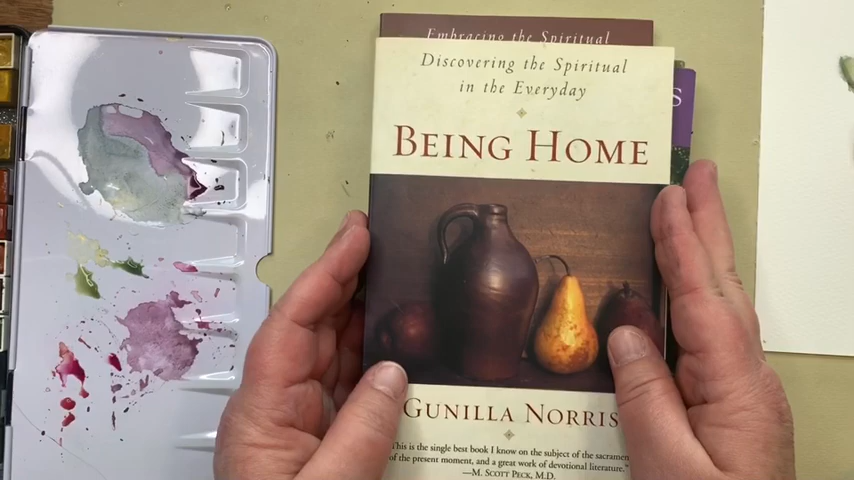 Embracing the Spiritual
Discovering the Spiritual
in the Everyday
BEING HOME
S
GUNILLA NORRIS
"This is the single best book I know on the subject of the sacrament
of the present moment, and a great work of devotional literature."
—M. SCOTT PECK, M.D.